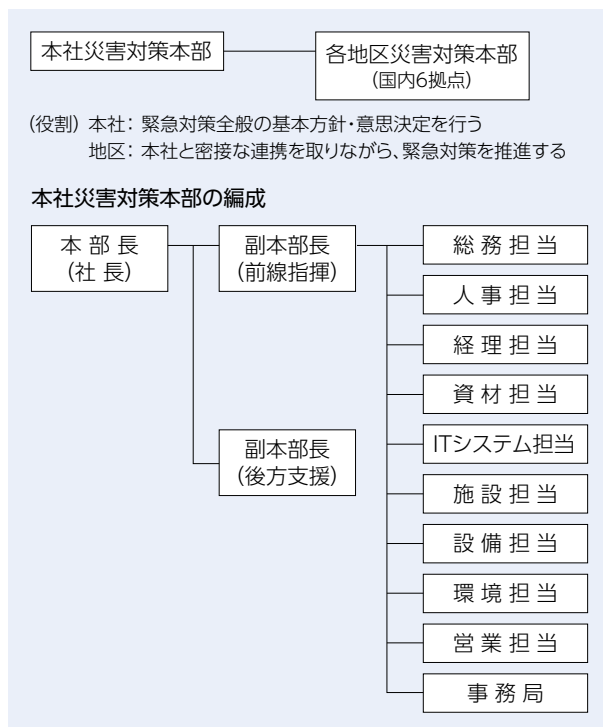 本社災害対策本部
各地区災害対策本部
(国内6拠点)
(役割) 本社: 緊急対策全般の基本方針・意思決定を行う
地区: 本社と密接な連携を取りながら、緊急対策を推進する
本社災害対策本部の編成
本 部 長
(社 長)
副本部長
(前線指揮)
副本部長
(後方支援)
総 務 担 当
人 事 担 当
経 理 担 当
資 材 担 当
ITシステム担当
施 設 担 当
設 備 担 当
環 境 担 当
営 業 担 当
事 務 局